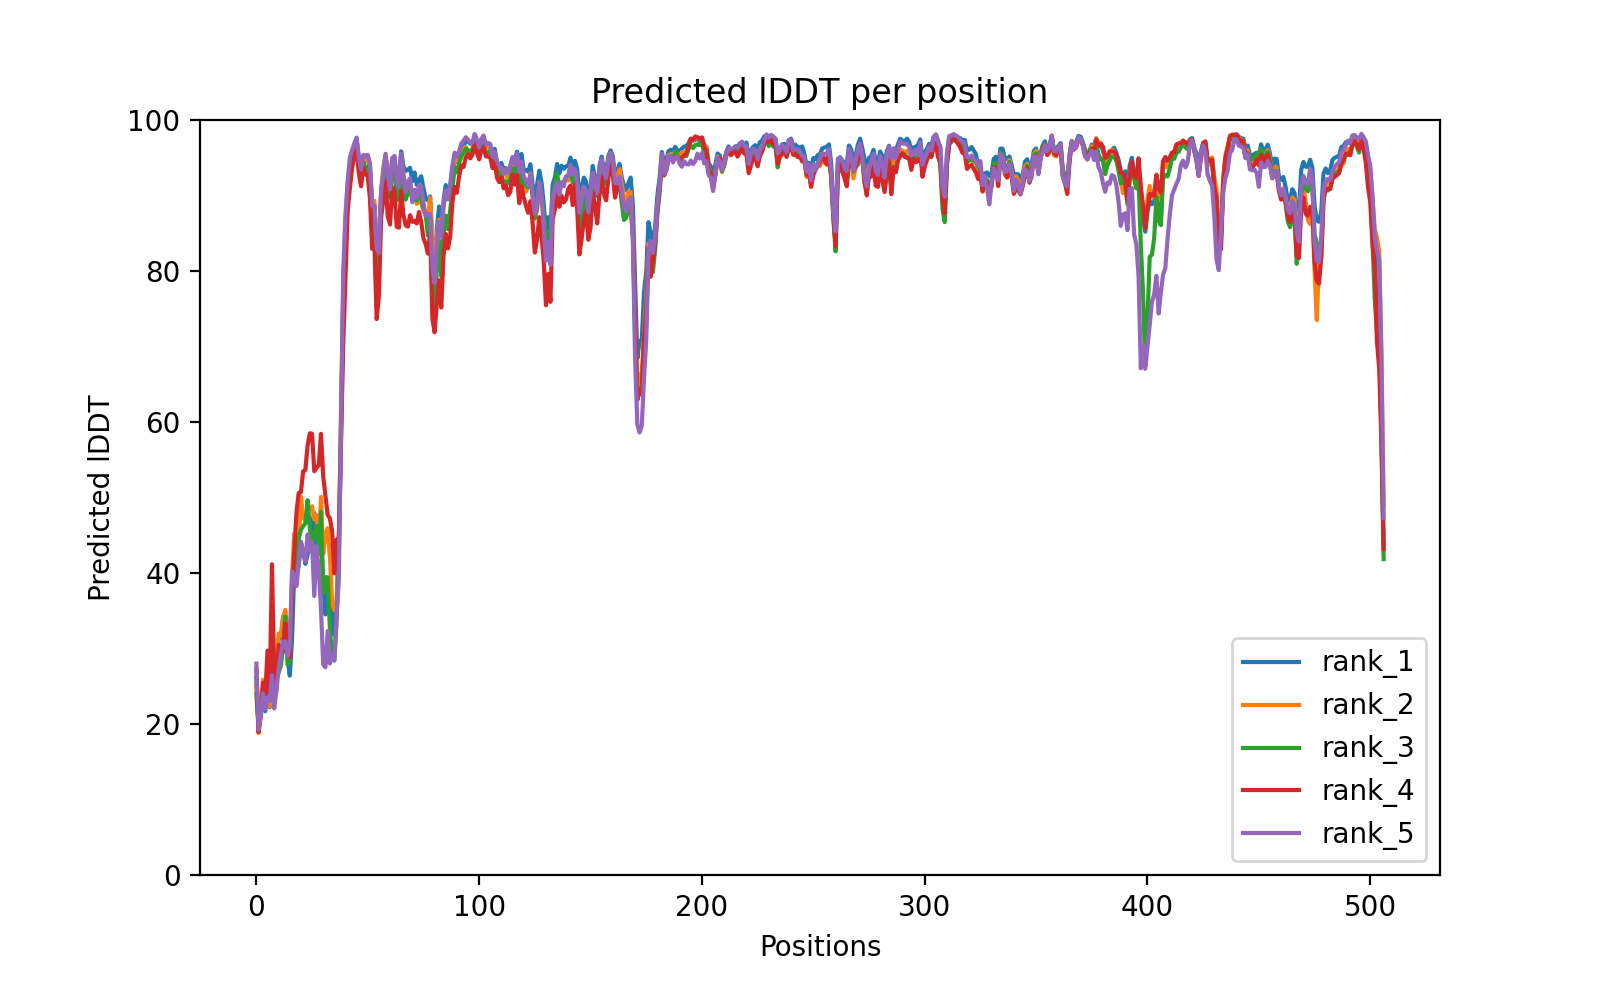 Predicted lDDT per position
100
80
60
40
20
0
Predicted lDDT
0 100 200 300 400 500
Positions
rank_1
rank_2
rank_3
rank_4
rank_5